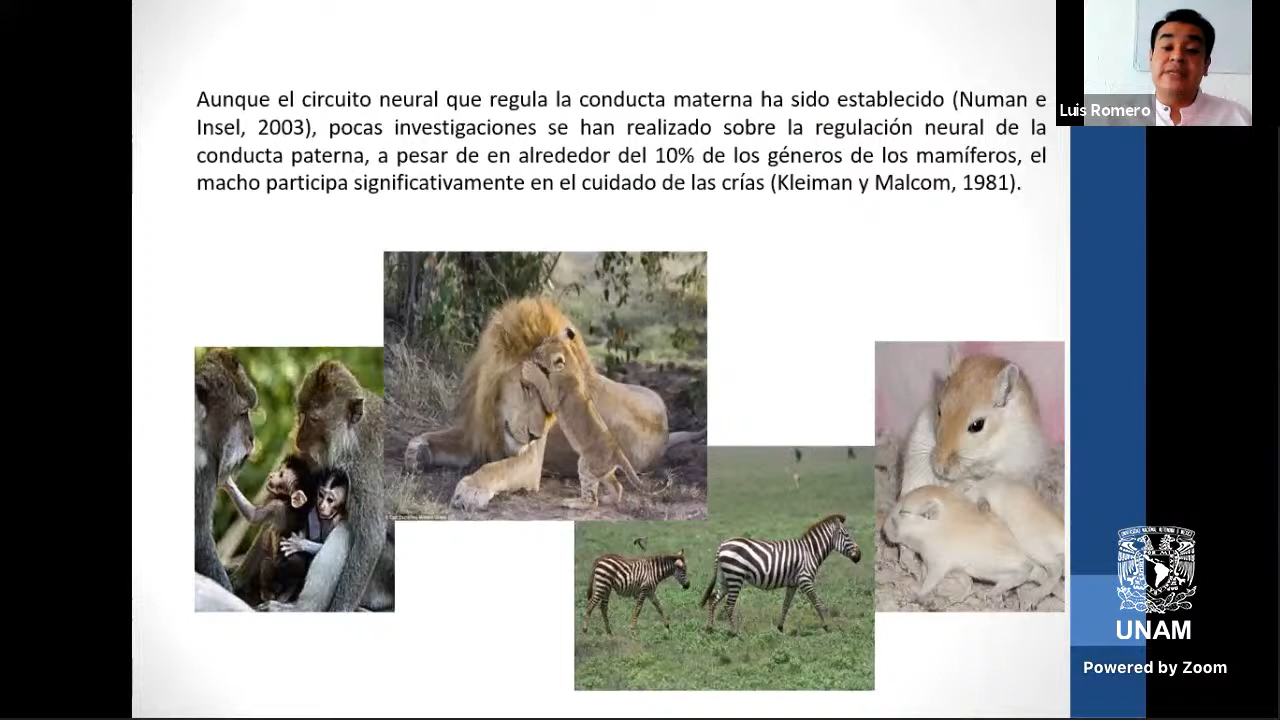 Aunque el circuito neural que regula la conducta materna ha sido establecido (Numan e
Insel, 2003), pocas investigaciones se han realizado sobre la regulación neural de la
conducta paterna, a pesar de en alrededor del 10% de los géneros de los mamíferos, el
macho participa significativamente en el cuidado de las crías (Kleiman y Malcom, 1981).
Luis Romero
UNAM
Powered by Zoom